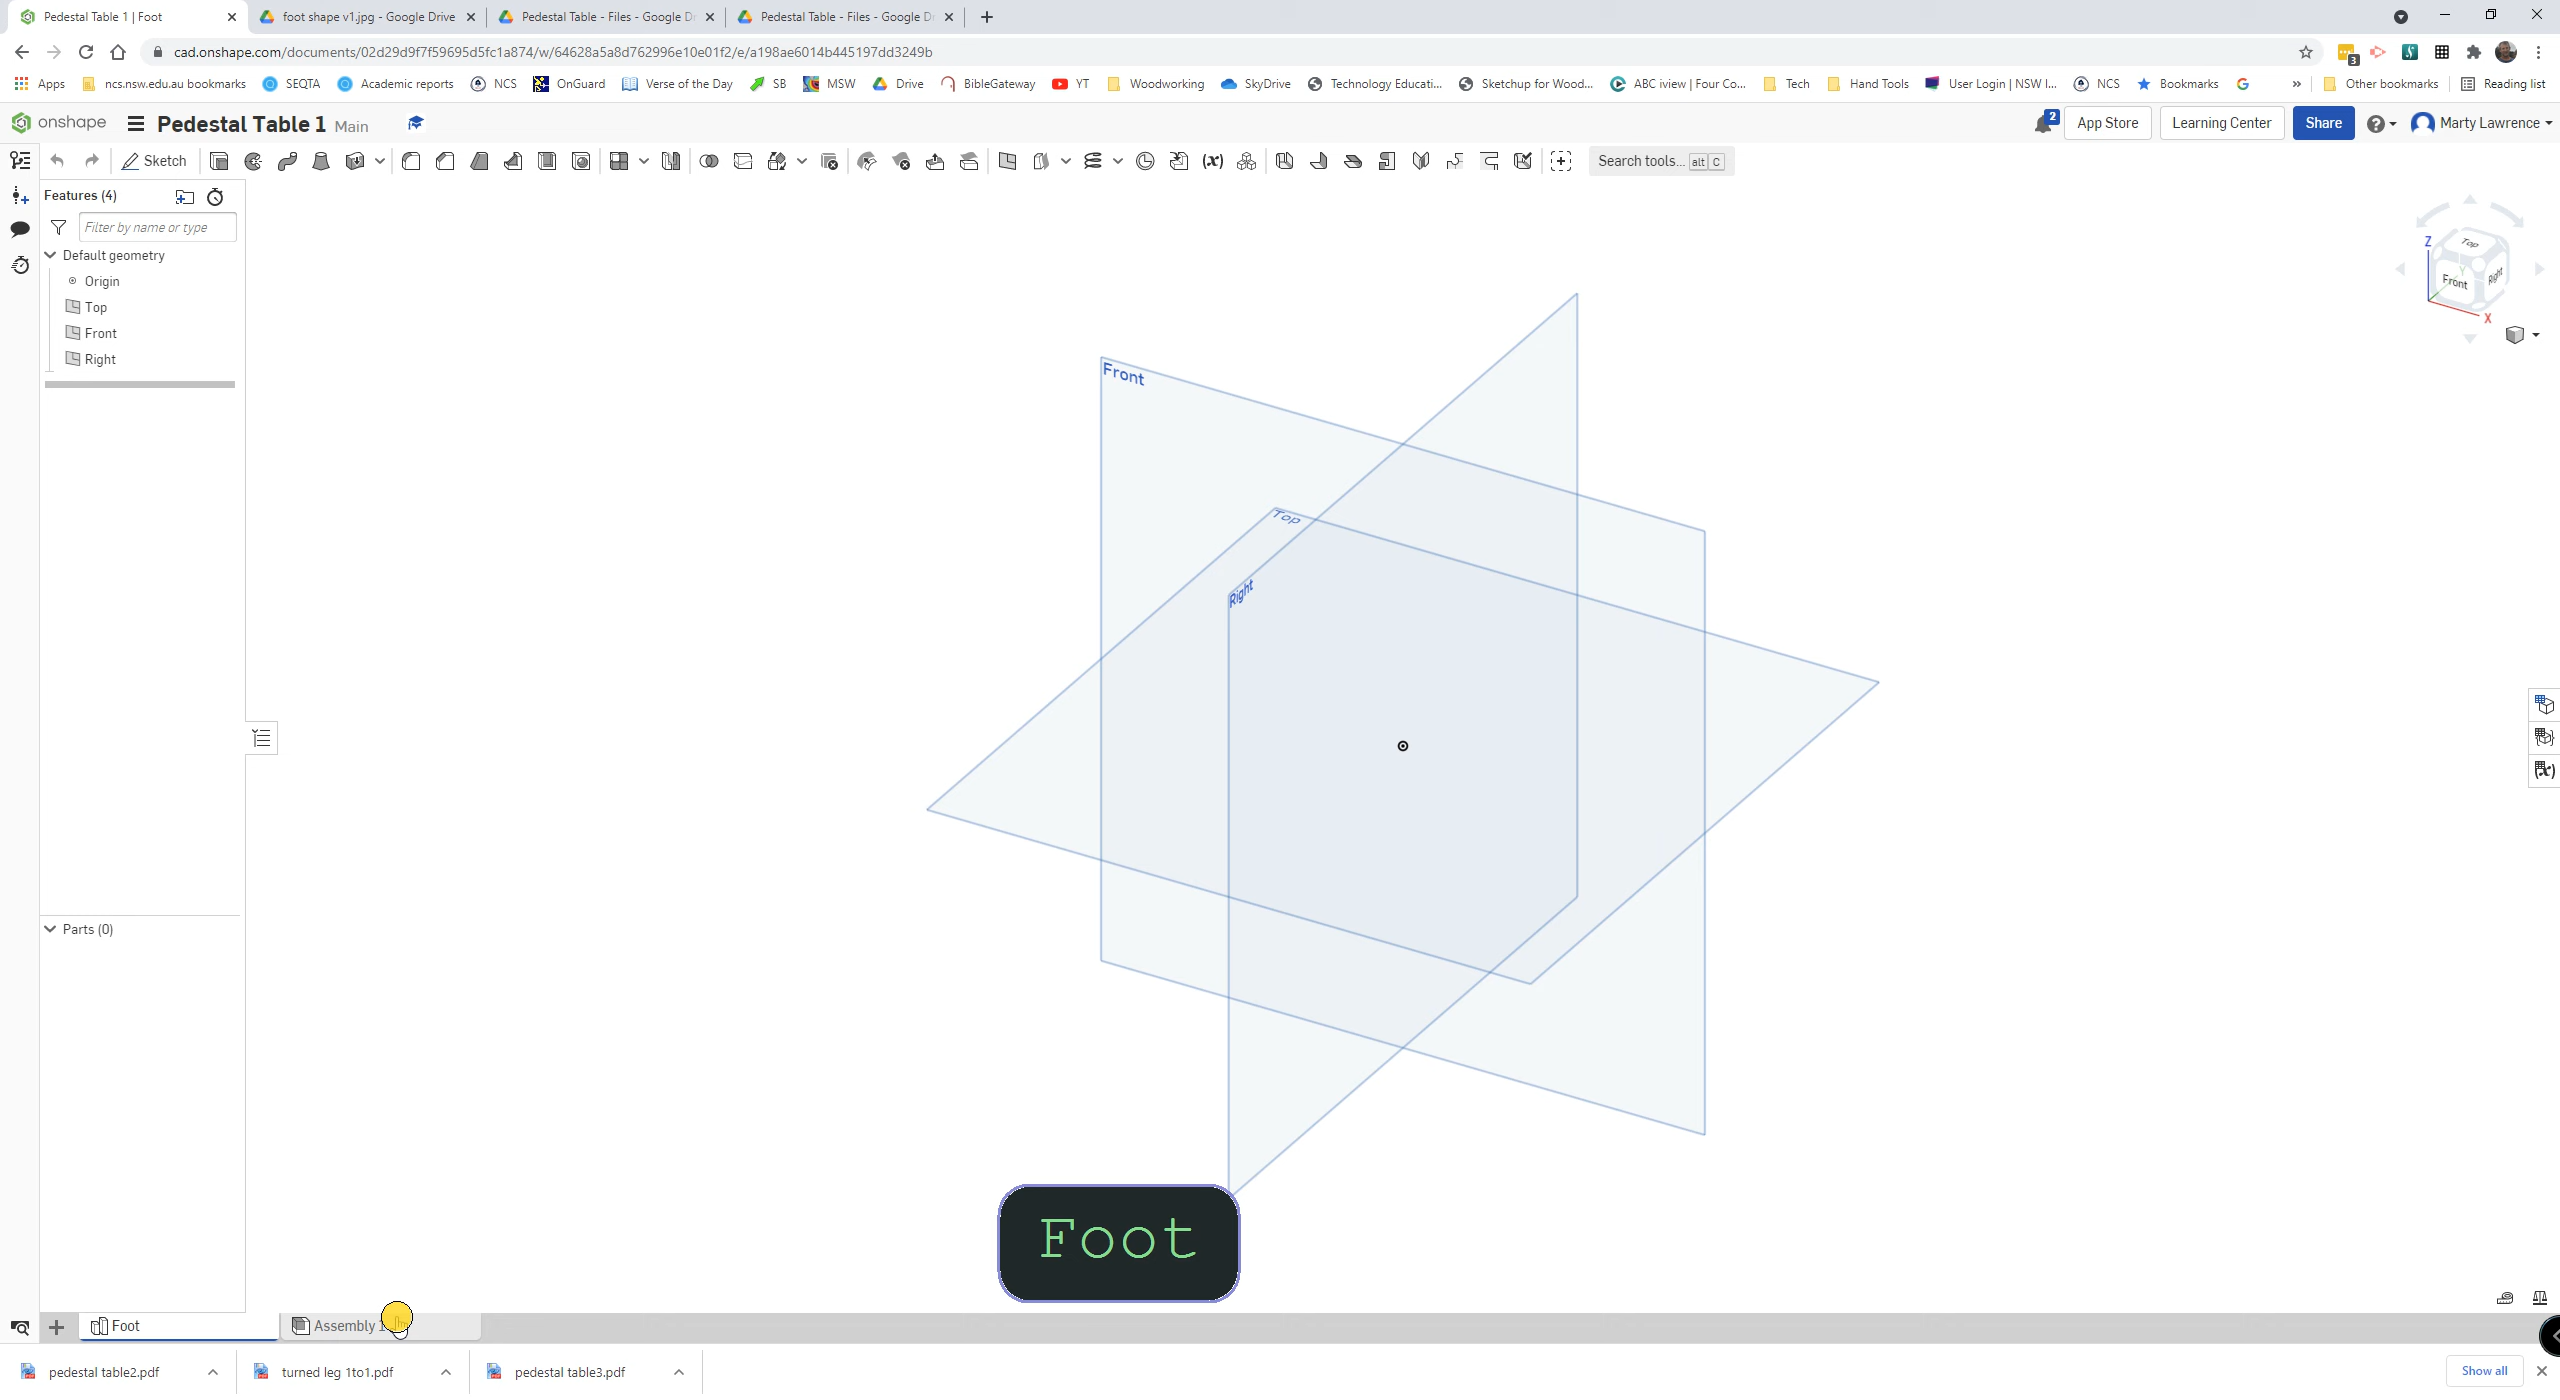 Pedestal Table 1 | Foot
foot shape v1.jpg - Google Drive
Pedestal Table - Files - Google D
Pedestal Table - Files - Google D
cad.onshape.com/documents/02d29d9f7f59695d5fc1a874/w/64628a5a8d762996e10e01f2/e/a198ae6014b445197dd3249b
3
Apps ncs.nsw.edu.au bookmarks SEQTA Academic reports NCS OnGuard Verse of the Day SB MSW Drive BibleGateway YT Woodworking SkyDrive Technology Educati... Sketchup for Wood... ABC iview | Four Co... Tech Hand Tools User Login | NSW I... NCS Bookmarks » Other bookmarks Reading list
onshape Pedestal Table 1 Main 2 App Store Learning Center Share Marty Lawrence
Sketch (x) Search tools... alt C
Features (4)
Filter by name or type
Default geometry
Origin
Top
Front
Right
Parts (0)
Front
Top
Right
Z
Top
Y
Front
Right
X
(x)
Foot
Foot
Assembly 1
pedestal table2.pdf
turned leg 1to1.pdf
pedestal table3.pdf
Show all